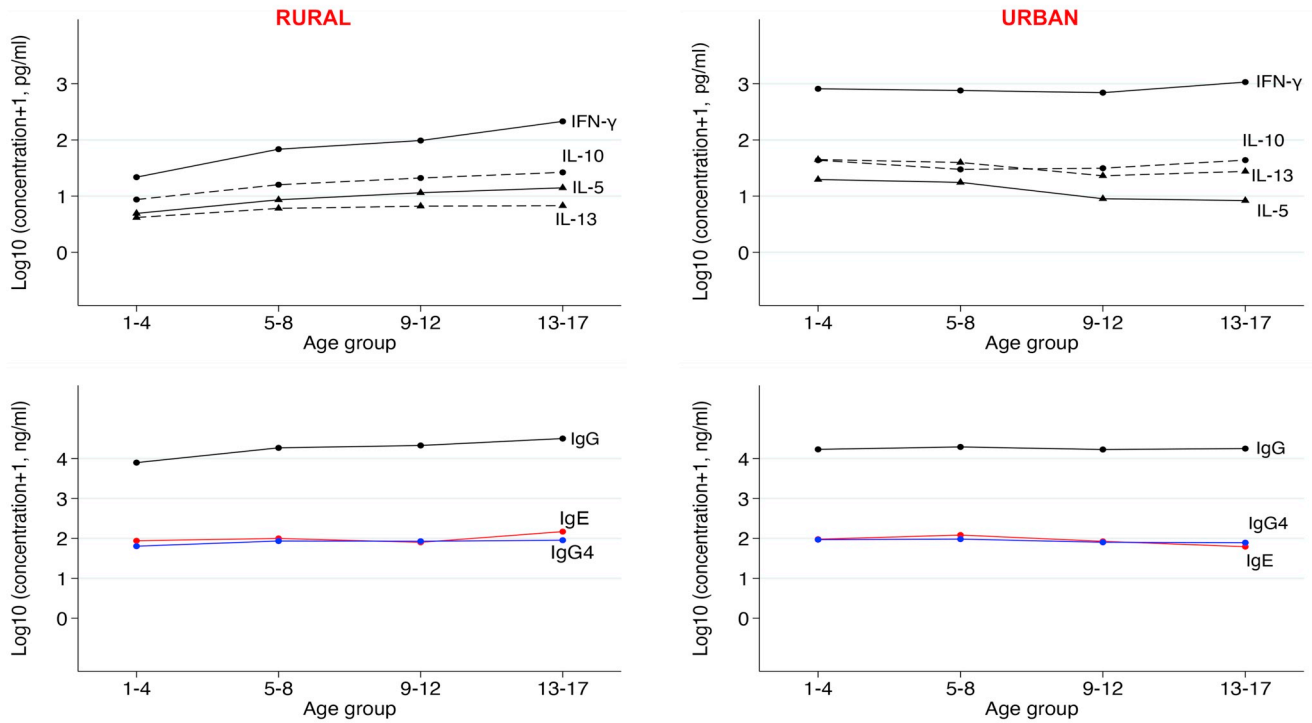 RURAL
Log10 (concentration+1, pg/ml)
3
2
1
0
IFN-γ
IL-10
IL-5
IL-13
1-4 5-8 9-12 13-17
Age group
URBAN
Log10 (concentration+1, pg/ml)
3
2
1
0
IFN-γ
IL-10
IL-13
IL-5
1-4 5-8 9-12 13-17
Age group
Log10 (concentration+1, ng/ml)
4
3
2
1
0
IgG
IgE
IgG4
1-4 5-8 9-12 13-17
Age group
Log10 (concentration+1, ng/ml)
4
3
2
1
0
IgG
IgG4
IgE
1-4 5-8 9-12 13-17
Age group